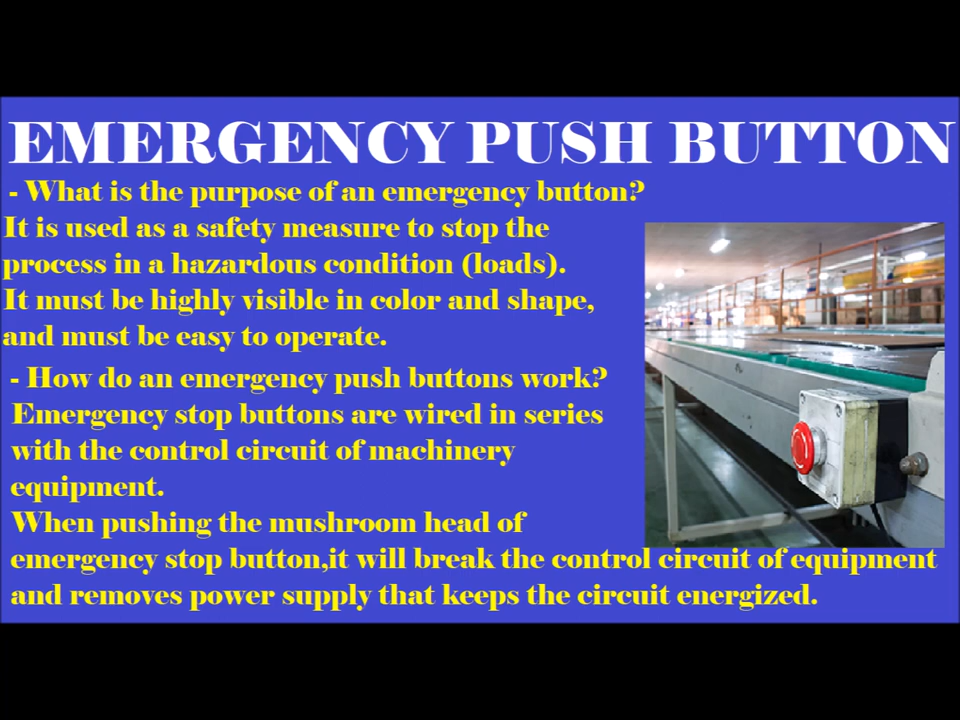 EMERGENCY PUSH BUTTON
- What is the purpose of an emergency button?
It is used as a safety measure to stop the
process in a hazardous condition (loads).
It must be highly visible in color and shape,
and must be easy to operate.
- How do an emergency push buttons work?
Emergency stop buttons are wired in series
with the control circuit of machinery
equipment.
When pushing the mushroom head of
emergency stop button,it will break the control circuit of equipment
and removes power supply that keeps the circuit energized.